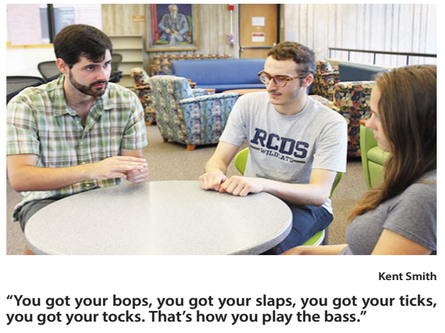 RCDS
WILDCATS
Kent Smith
“You got your bops, you got your slaps, you got your ticks,
you got your tocks. That’s how you play the bass.”